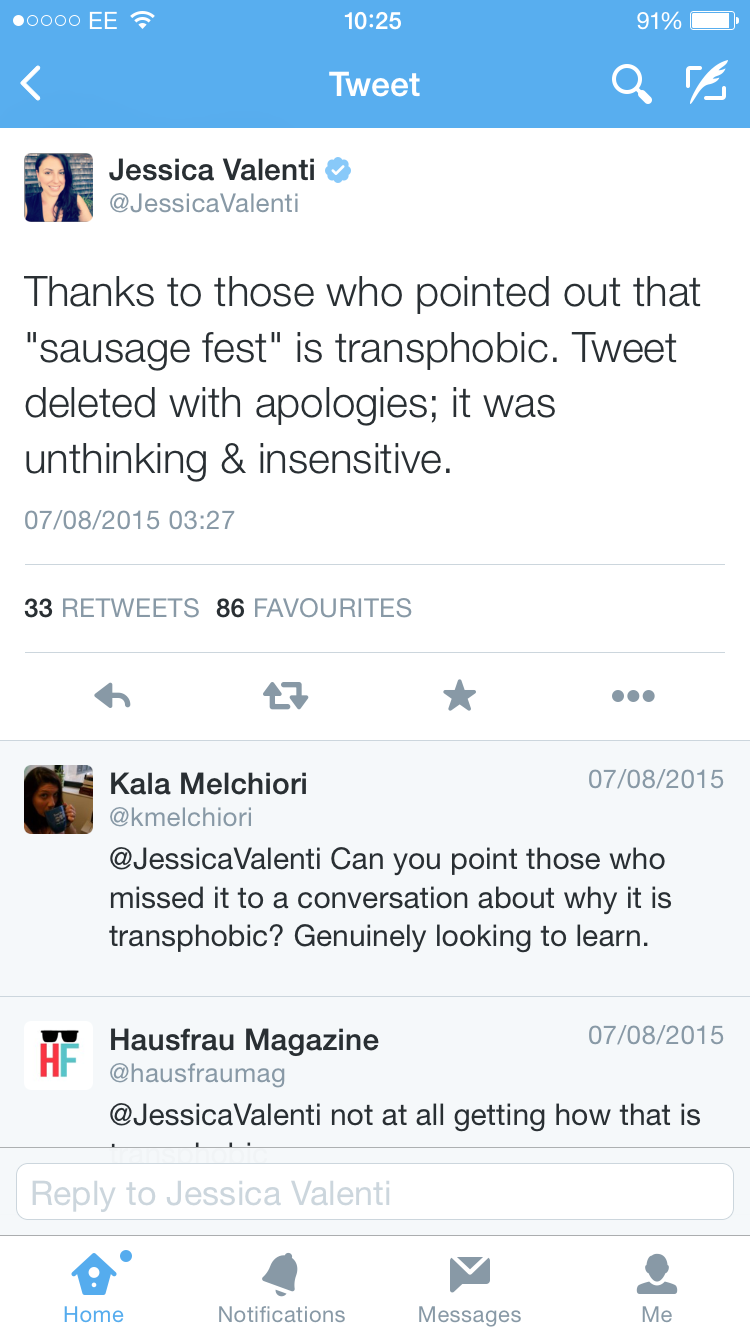 EE 10:25 91%
Tweet
Jessica Valenti
@JessicaValenti
Thanks to those who pointed out that
"sausage fest" is transphobic. Tweet
deleted with apologies; it was
unthinking & insensitive.
07/08/2015 03:27
33 RETWEETS 86 FAVOURITES
Kala Melchiori 07/08/2015
@kmelchiori
@JessicaValenti Can you point those who
missed it to a conversation about why it is
transphobic? Genuinely looking to learn.
HF
Hausfrau Magazine 07/08/2015
@hausfraumag
@JessicaValenti not at all getting how that is
transphobic
Reply to Jessica Valenti
Home Notifications Messages Me